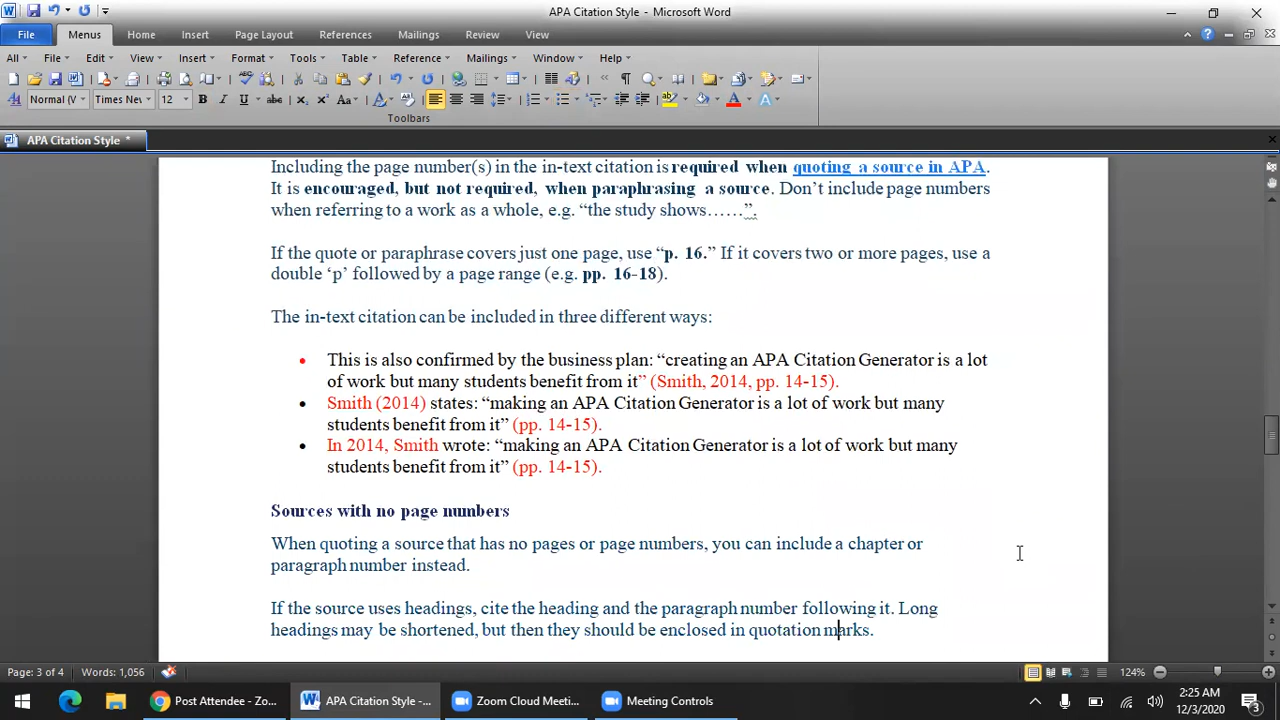 APA Citation Style - Microsoft Word
File Menus Home Insert Page Layout References Mailings Review View
All File Edit View Insert Format Tools Table Reference Mailings Window Help
Normal (V Times Nev 12 B I U abc X₂ X² Aa A
Toolbars
APA Citation Style *
Including the page number(s) in the in-text citation is required when quoting a source in APA.
It is encouraged, but not required, when paraphrasing a source. Don’t include page numbers
when referring to a work as a whole, e.g. “the study shows……”.
If the quote or paraphrase covers just one page, use “p. 16.” If it covers two or more pages, use a
double ‘p’ followed by a page range (e.g. pp. 16-18).
The in-text citation can be included in three different ways:
• This is also confirmed by the business plan: “creating an APA Citation Generator is a lot
of work but many students benefit from it” (Smith, 2014, pp. 14-15).
• Smith (2014) states: “making an APA Citation Generator is a lot of work but many
students benefit from it” (pp. 14-15).
• In 2014, Smith wrote: “making an APA Citation Generator is a lot of work but many
students benefit from it” (pp. 14-15).
Sources with no page numbers
When quoting a source that has no pages or page numbers, you can include a chapter or
paragraph number instead.
If the source uses headings, cite the heading and the paragraph number following it. Long
headings may be shortened, but then they should be enclosed in quotation marks.
Page: 3 of 4 Words: 1,056 124%
Post Attendee - Zo... APA Citation Style -... Zoom Cloud Meeti... Meeting Controls 2:25 AM
12/3/2020 3